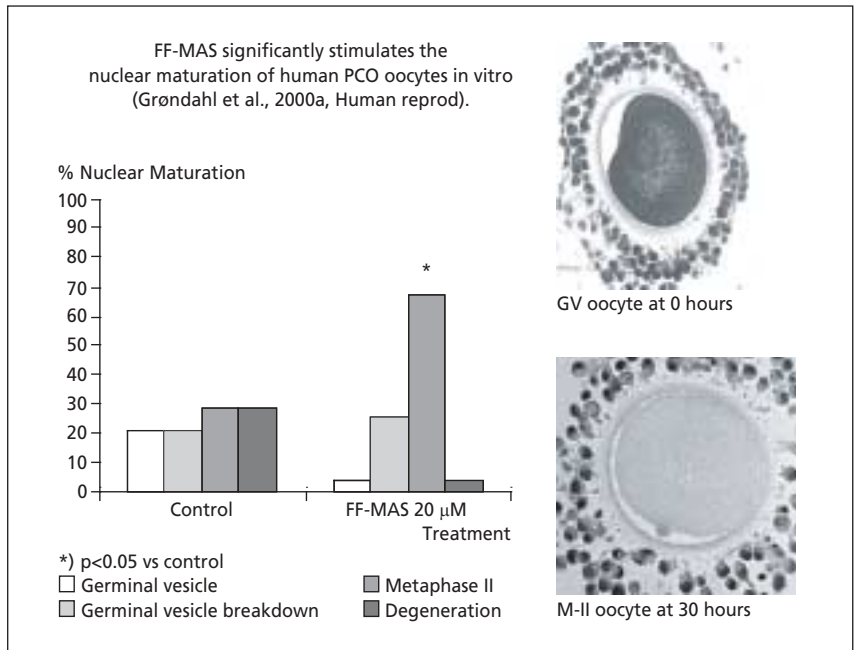 FF-MAS significantly stimulates the
nuclear maturation of human PCO oocytes in vitro
(Grøndahl et al., 2000a, Human reprod).
% Nuclear Maturation
100
90
80
70
60
50
40
30
20
10
0
*
Control
FF-MAS 20 µM
Treatment
*) p<0.05 vs control
Germinal vesicle
Germinal vesicle breakdown
Metaphase II
Degeneration
GV oocyte at 0 hours
M-II oocyte at 30 hours